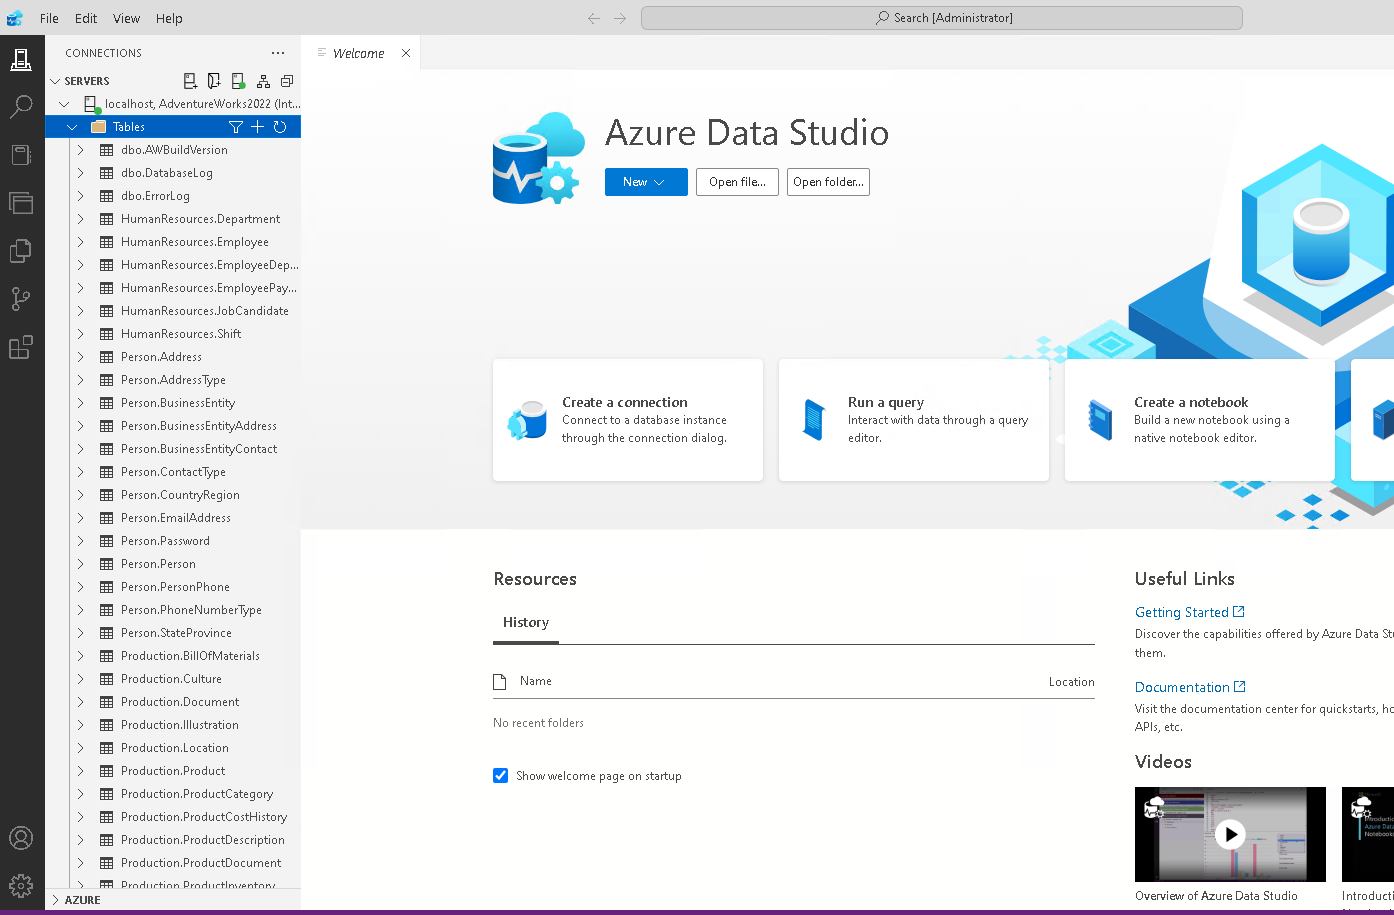 File Edit View Help
Search [Administrator]
CONNECTIONS
Welcome
SERVERS
localhost, AdventureWorks2022 (Int...
Tables
dbo.AWBuildVersion
dbo.DatabaseLog
dbo.ErrorLog
HumanResources.Department
HumanResources.Employee
HumanResources.EmployeeDep...
HumanResources.EmployeePay...
HumanResources.JobCandidate
HumanResources.Shift
Person.Address
Person.AddressType
Person.BusinessEntity
Person.BusinessEntityAddress
Person.BusinessEntityContact
Person.ContactType
Person.CountryRegion
Person.EmailAddress
Person.Password
Person.Person
Person.PersonPhone
Person.PhoneNumberType
Person.StateProvince
Production.BillOfMaterials
Production.Culture
Production.Document
Production.Illustration
Production.Location
Production.Product
Production.ProductCategory
Production.ProductCostHistory
Production.ProductDescription
Production.ProductDocument
Production.ProductInventory
AZURE
Azure Data Studio
New
Open file...
Open folder...
Create a connection
Connect to a database instance
through the connection dialog.
Run a query
Interact with data through a query
editor.
Create a notebook
Build a new notebook using a
native notebook editor.
Resources
History
Name
Location
No recent folders
Show welcome page on startup
Useful Links
Getting Started
Discover the capabilities offered by Azure Data Stu
them.
Documentation
Visit the documentation center for quickstarts, ho
APIs, etc.
Videos
Overview of Azure Data Studio
Introducti
Azure Data
Notebooks
Introducti